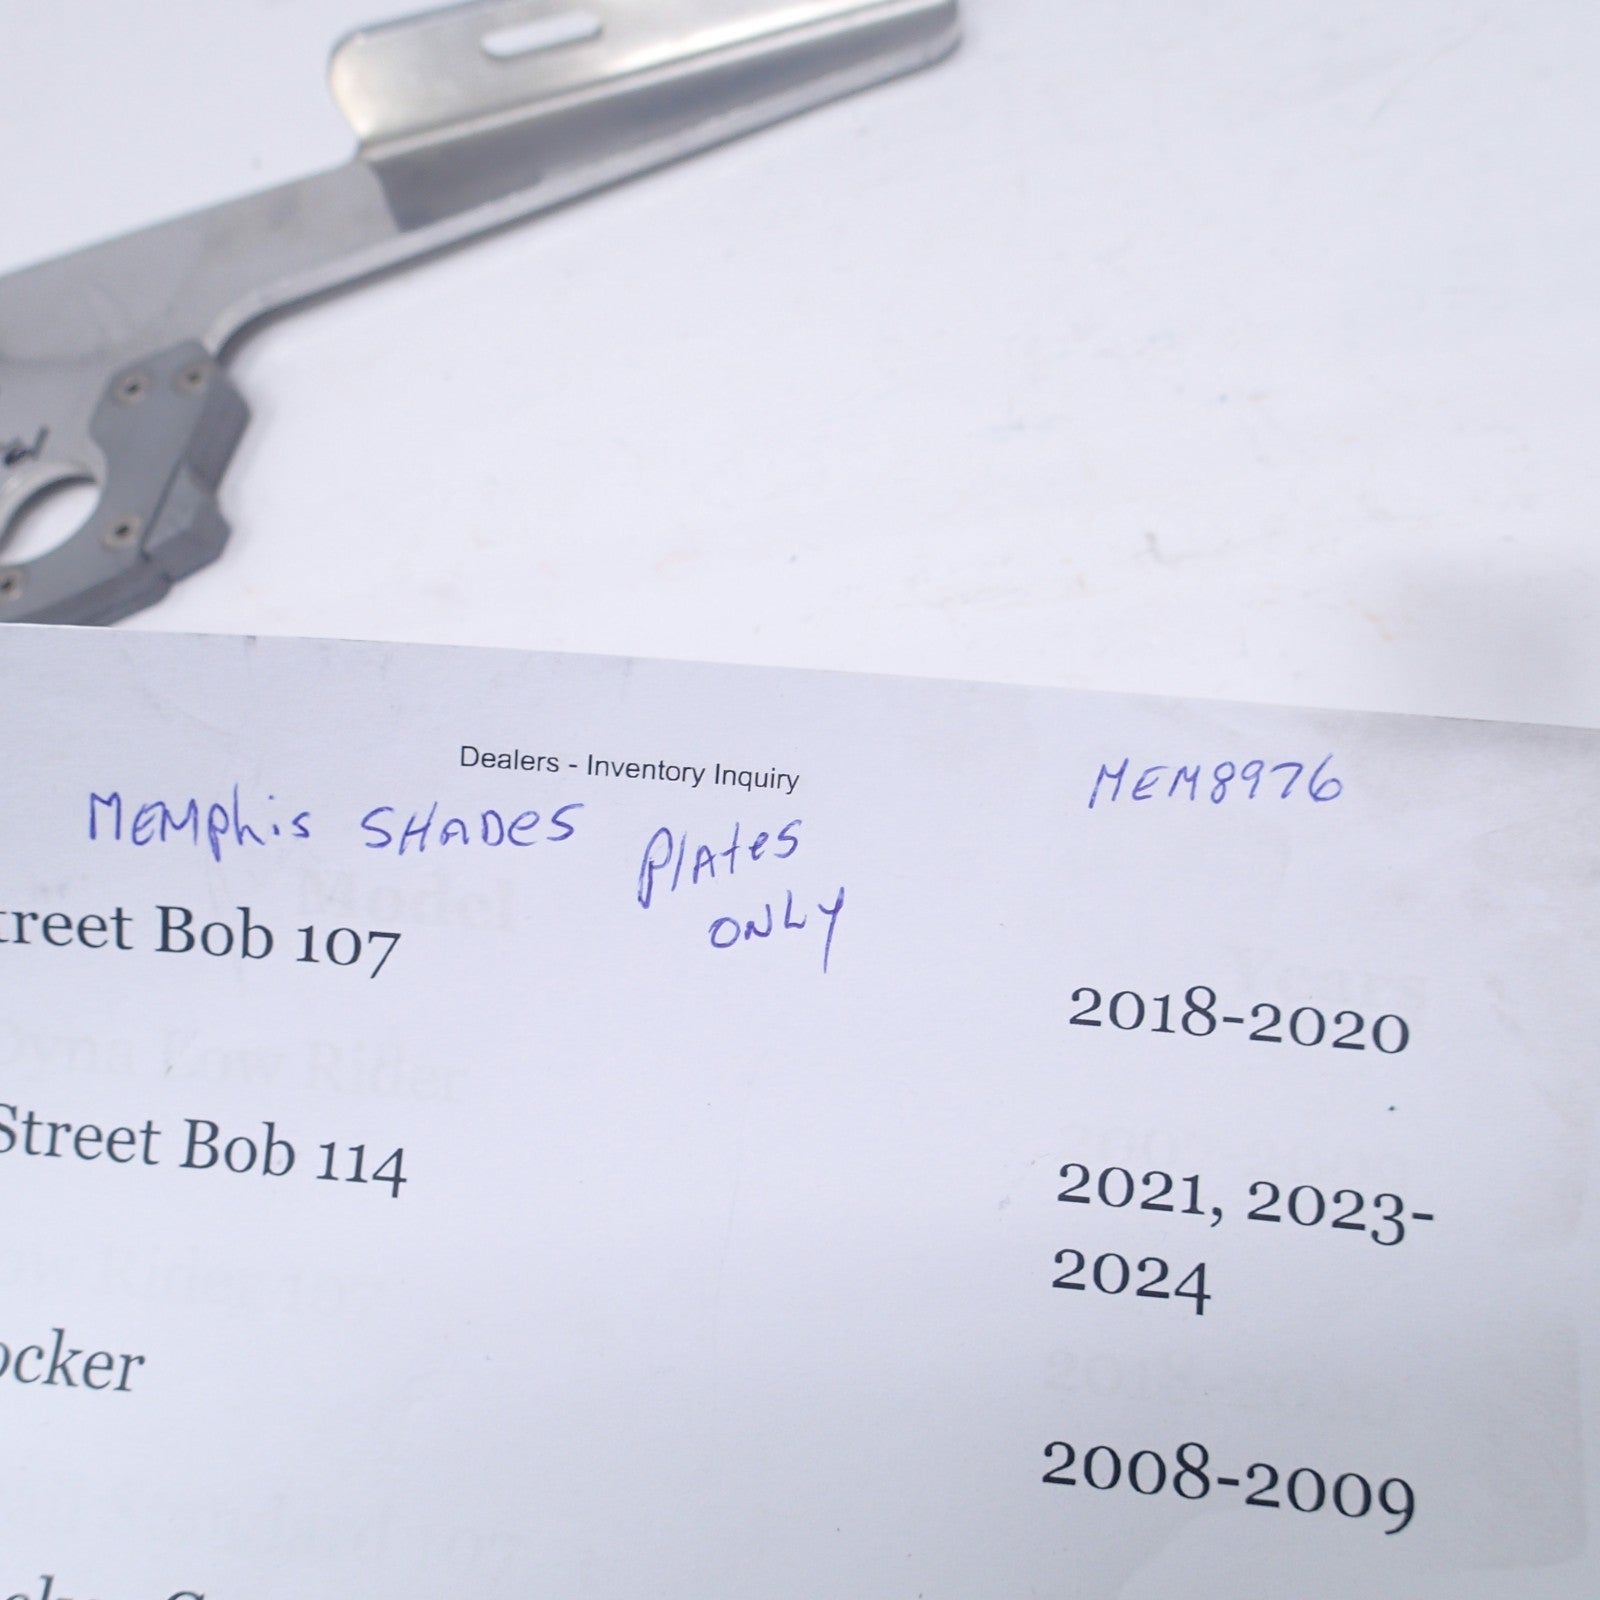 Dealers - Inventory Inquiry
MEM8976
MEMphis SHADES PlAtes
ONLY
treet Bob 107
2018-2020
Street Bob 114
2021, 2023-
2024
ocker
2008-2009